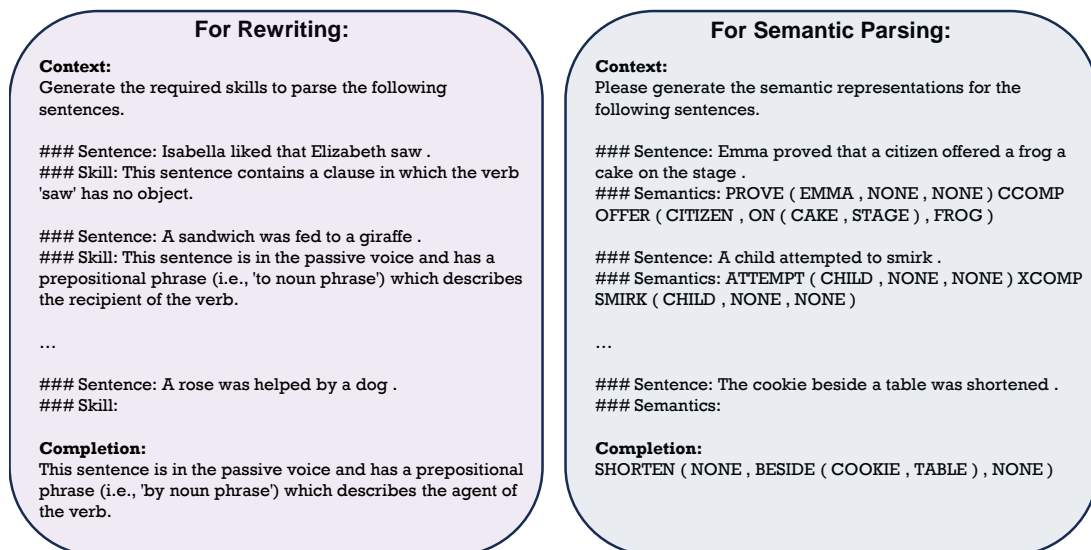 For Rewriting:
Context:
Generate the required skills to parse the following
sentences.
### Sentence: Isabella liked that Elizabeth saw .
### Skill: This sentence contains a clause in which the verb
'saw' has no object.
### Sentence: A sandwich was fed to a giraffe .
### Skill: This sentence is in the passive voice and has a
prepositional phrase (i.e., 'to noun phrase') which describes
the recipient of the verb.
...
### Sentence: A rose was helped by a dog .
### Skill:
Completion:
This sentence is in the passive voice and has a prepositional
phrase (i.e., 'by noun phrase') which describes the agent of
the verb.
For Semantic Parsing:
Context:
Please generate the semantic representations for the
following sentences.
### Sentence: Emma proved that a citizen offered a frog a
cake on the stage .
### Semantics: PROVE ( EMMA , NONE , NONE ) CCOMP
OFFER ( CITIZEN , ON ( CAKE , STAGE ) , FROG )
### Sentence: A child attempted to smirk .
### Semantics: ATTEMPT ( CHILD , NONE , NONE ) XCOMP
SMIRK ( CHILD , NONE , NONE )
...
### Sentence: The cookie beside a table was shortened .
### Semantics:
Completion:
SHORTEN ( NONE , BESIDE ( COOKIE , TABLE ) , NONE )